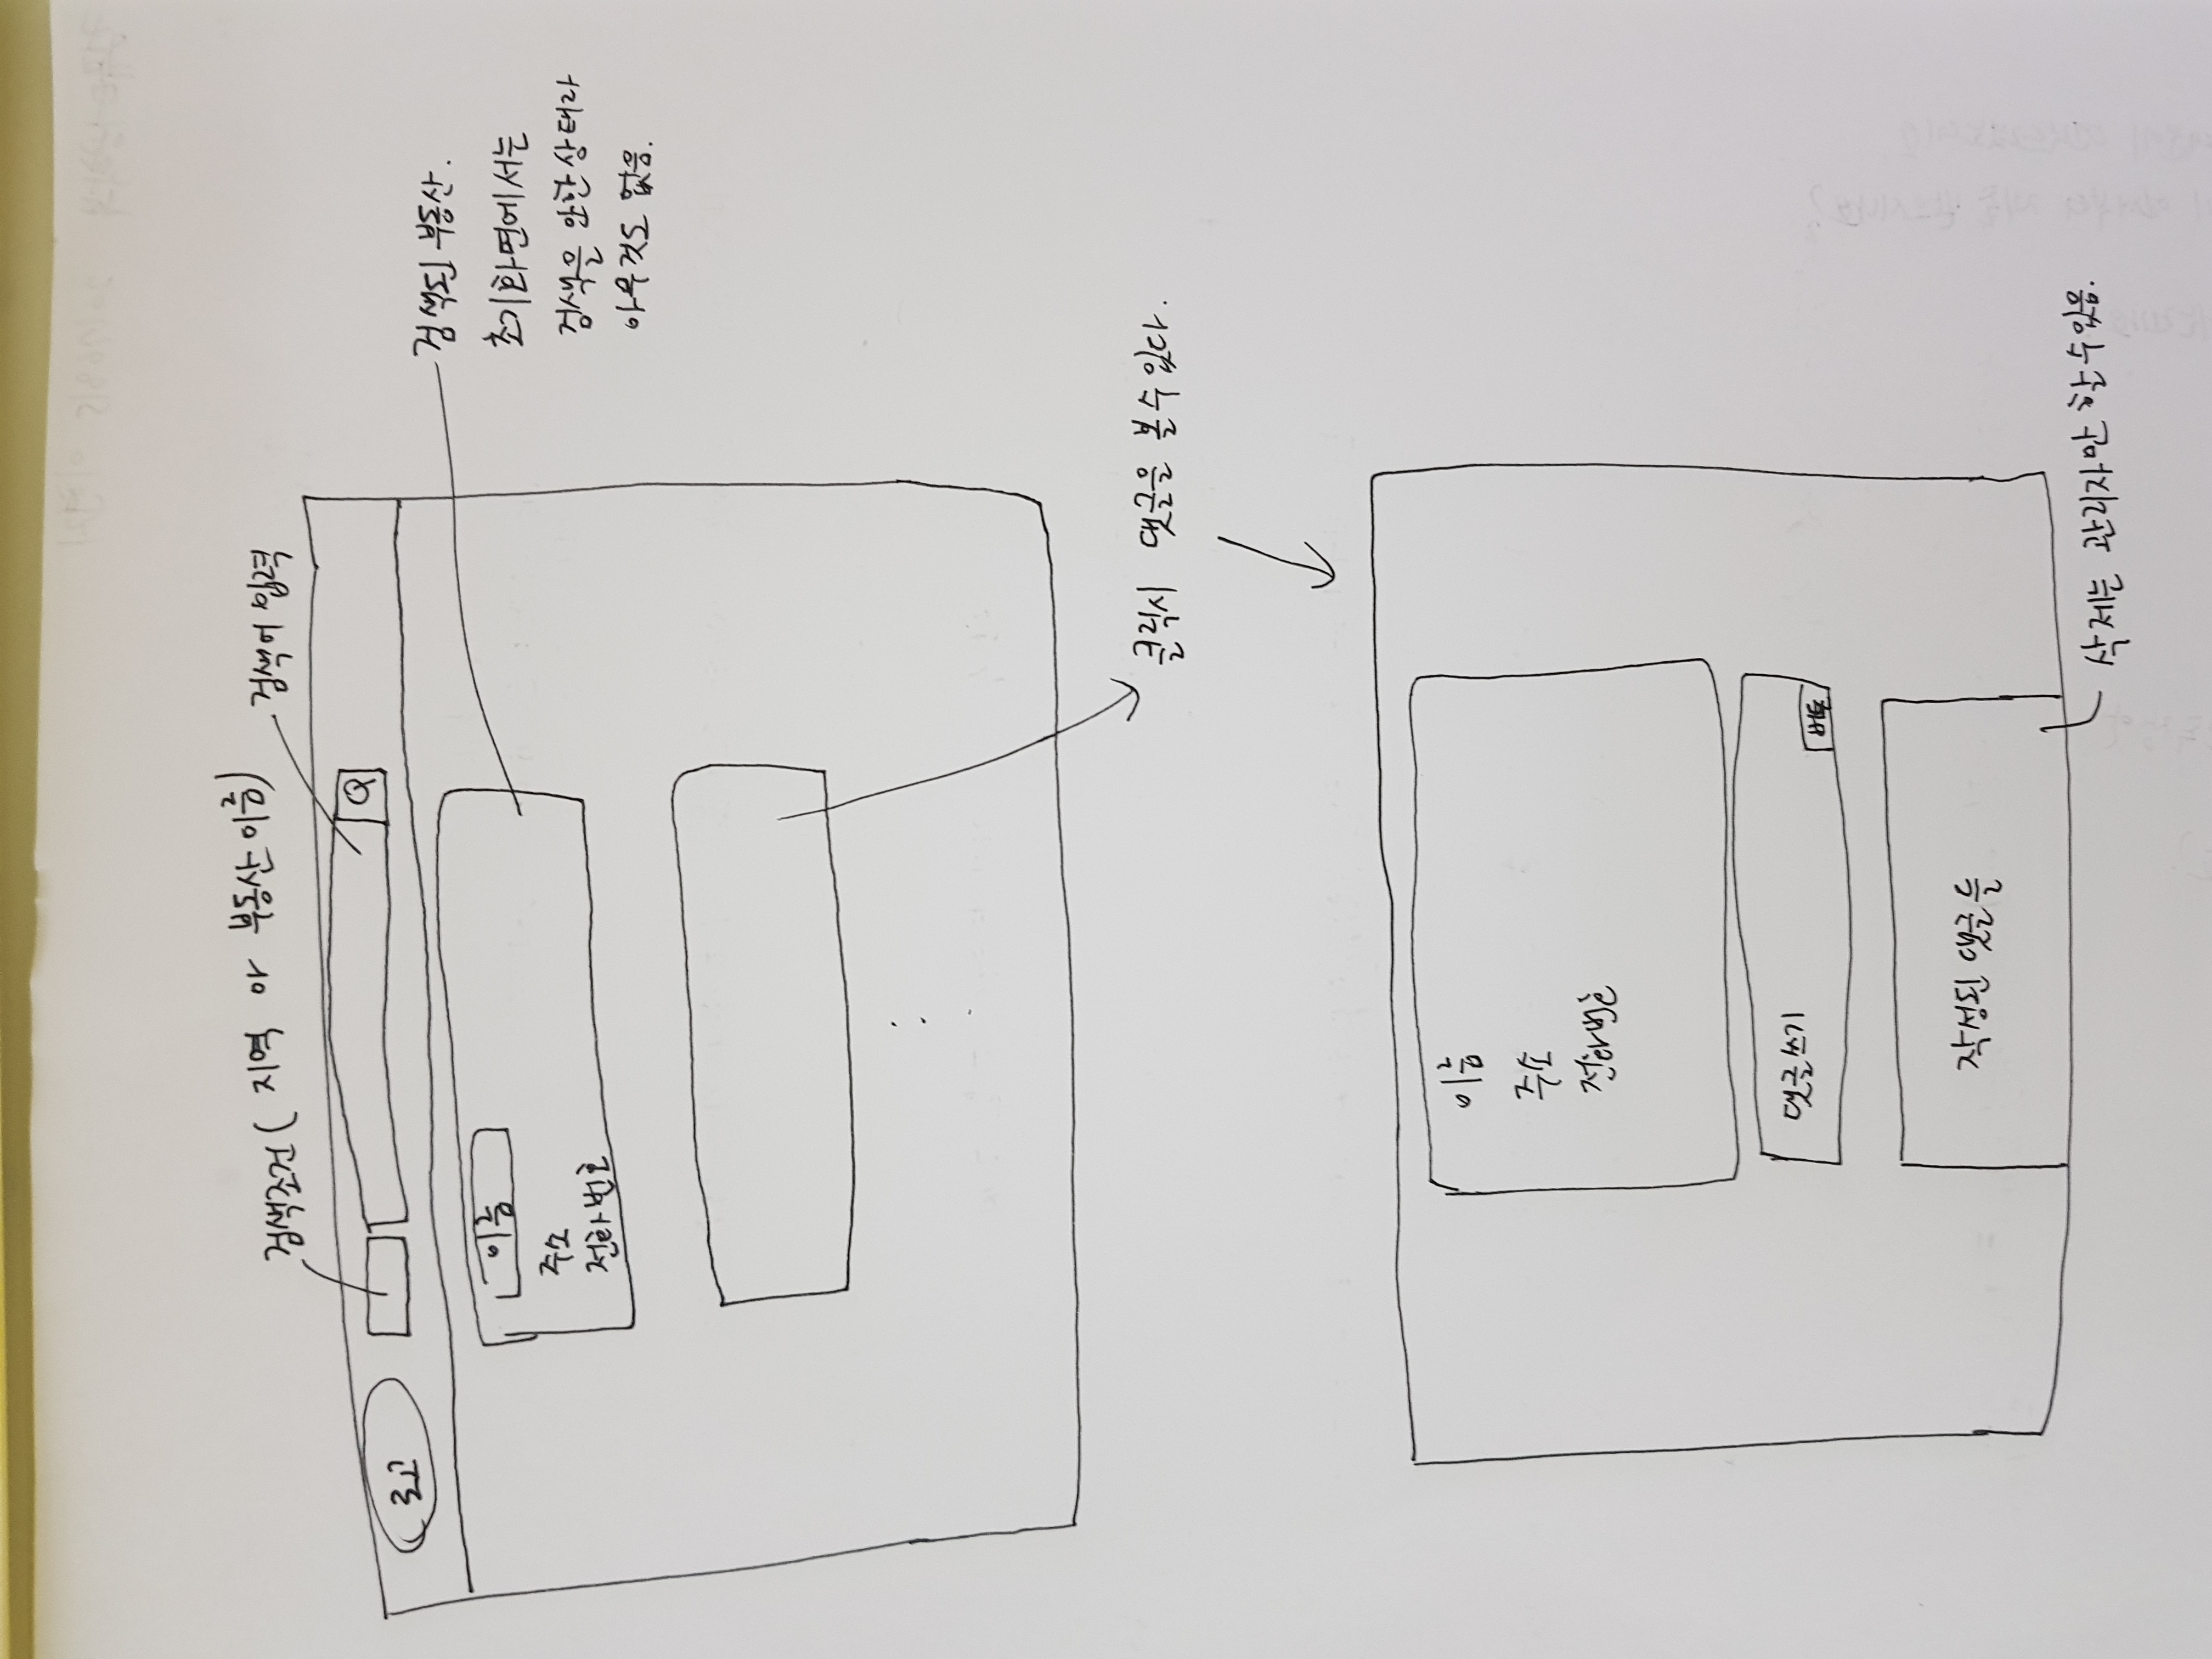 검색조건( 지역 아 부동산이름)
검색어 입력
로고
Q
이름
주소
전화번호
검색된 부동산.
초기화면에서는
검색을 안한상태라
아무것도 없음.
클릭시 댓글을 볼수있다.
이름
주소
전화번호
댓글쓰기
버튼
작성된 댓글들
삭제는 관리자만 할수있음.